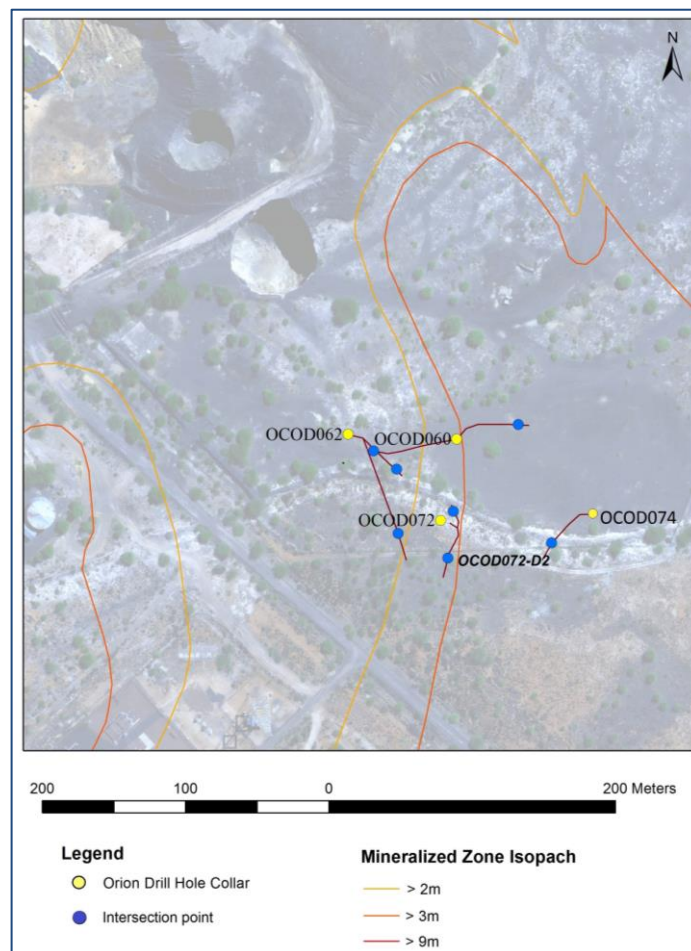 N
OCOD062
OCOD060
OCOD072
OCOD074
OCOD072-D2
200 100 0 200 Meters
Legend
Orion Drill Hole Collar
Intersection point
Mineralized Zone Isopach
> 2m
> 3m
> 9m